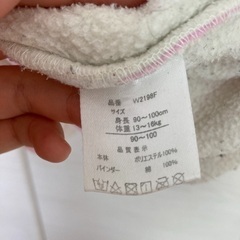 品番 W2198F
サイズ
身長 90～100cm
体重 13～16kg
90～100
品質表示
本体 ポリエステル100%
バインダー 綿 100%